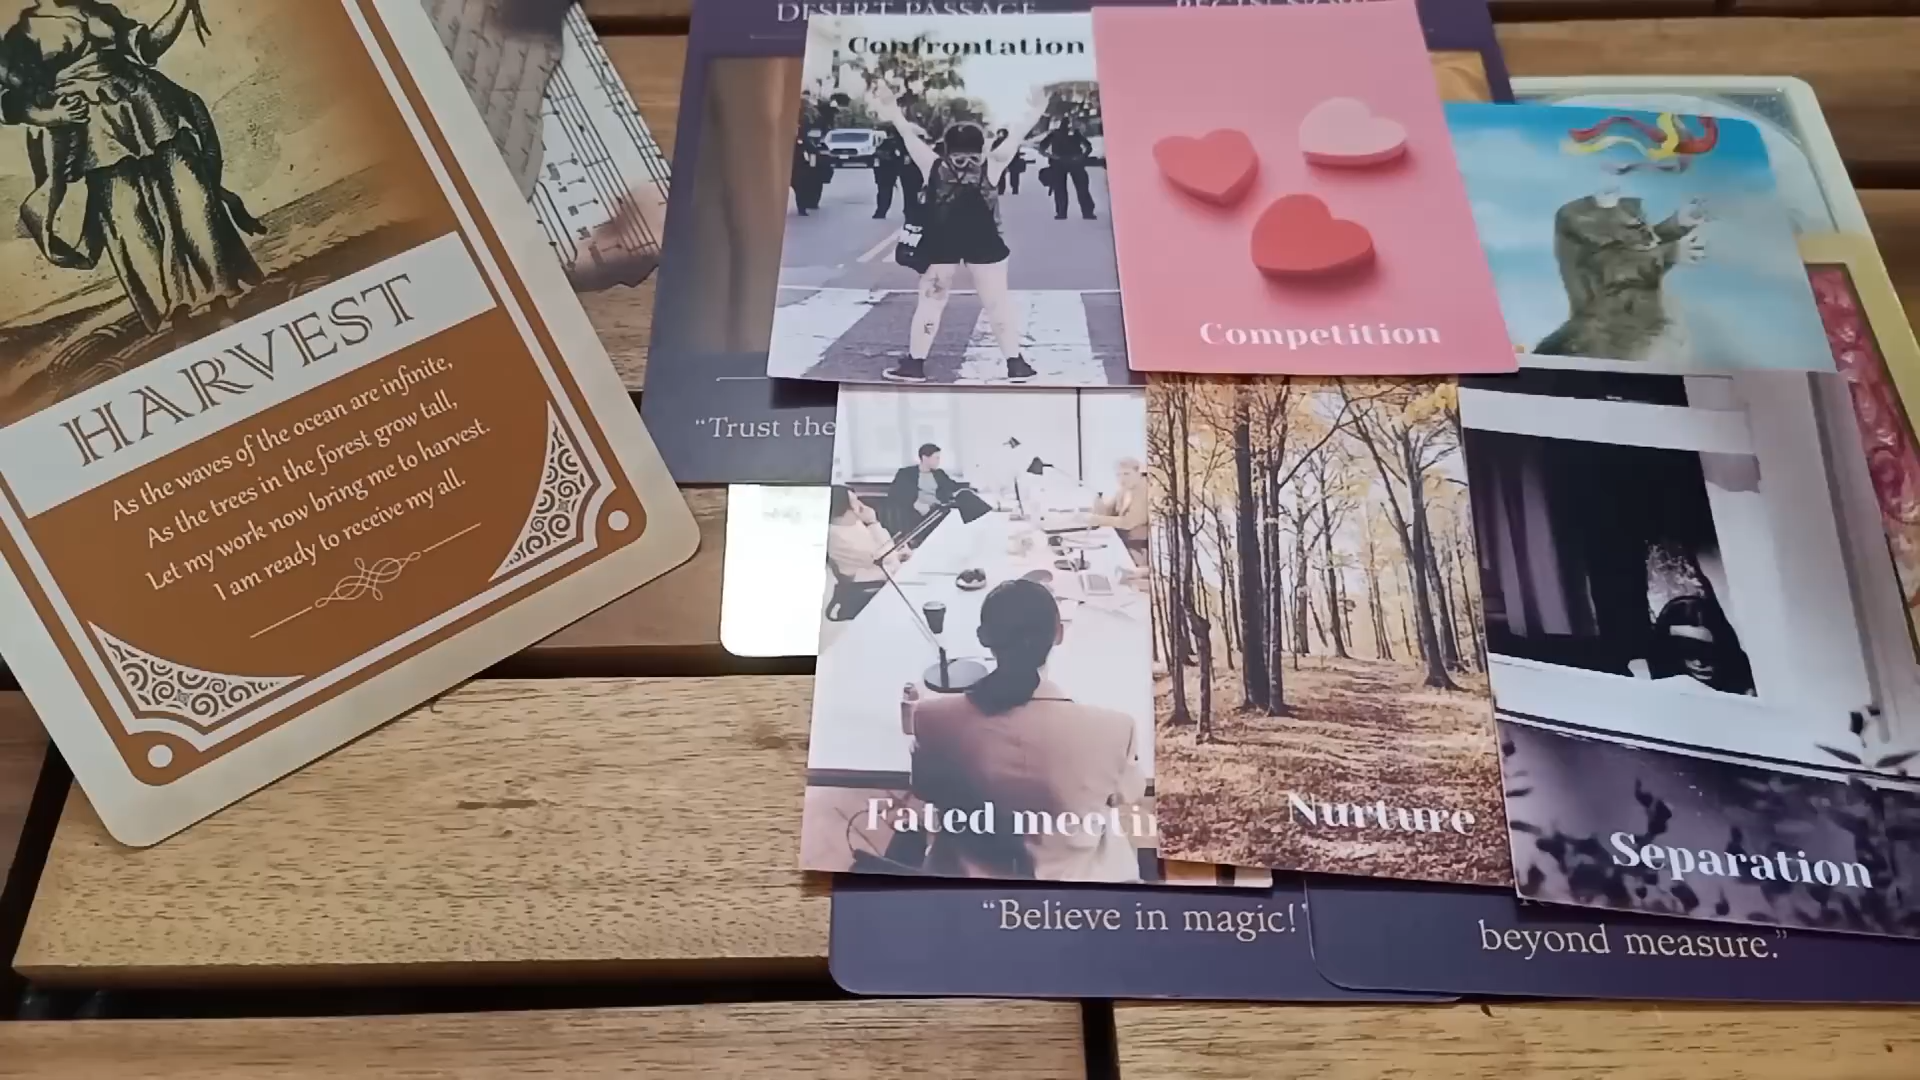 HARVEST
As the waves of the ocean are infinite,
As the trees in the forest grow tall,
Let my work now bring me to harvest.
I am ready to receive my all.
DESERT PASSAGE
Confrontation
Competition
"Trust the
Fated meetin
Nurture
Separation
"Believe in magic!"
beyond measure."